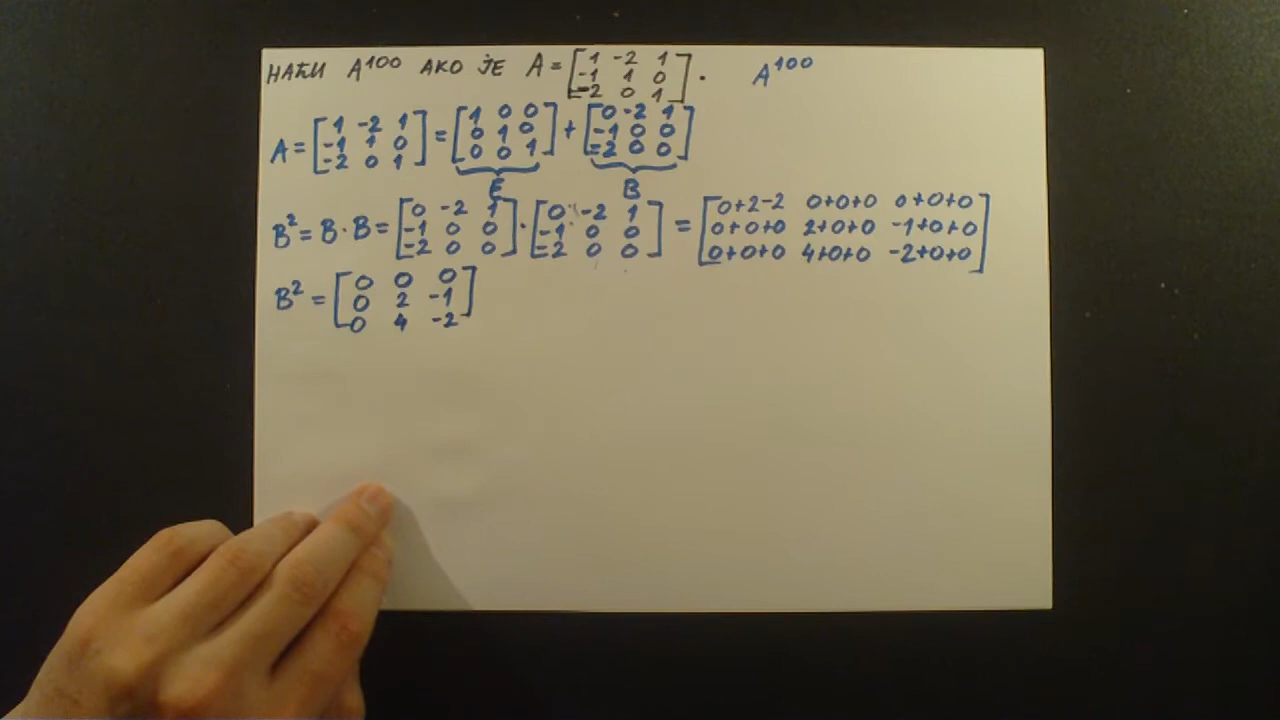 НАЋИ A¹⁰⁰ АКО ЈЕ A = [1 -2 1; -1 1 0; -2 0 1]. A¹⁰⁰
A = [1 -2 1; -1 1 0; -2 0 1] = [1 0 0; 0 1 0; 0 0 1] + [0 -2 1; -1 0 0; -2 0 0]
E B
B² = B · B = [0 -2 1; -1 0 0; -2 0 0] · [0 -2 1; -1 0 0; -2 0 0] = [0+2-2 0+0+0 0+0+0; 0+0+0 2+0+0 -1+0+0; 0+0+0 4+0+0 -2+0+0]
B² = [0 0 0; 0 2 -1; 0 4 -2]